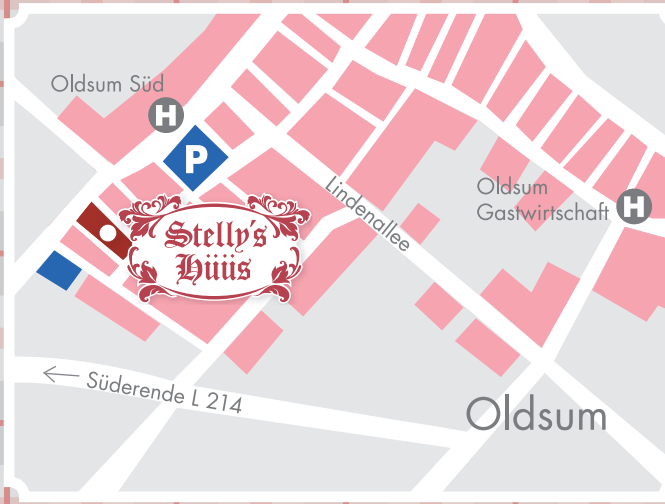 Oldsum Süd
H
P
Stelly's
Hüüs
Lindenallee
Oldsum
Gastwirtschaft
H
← Süderende L 214
Oldsum